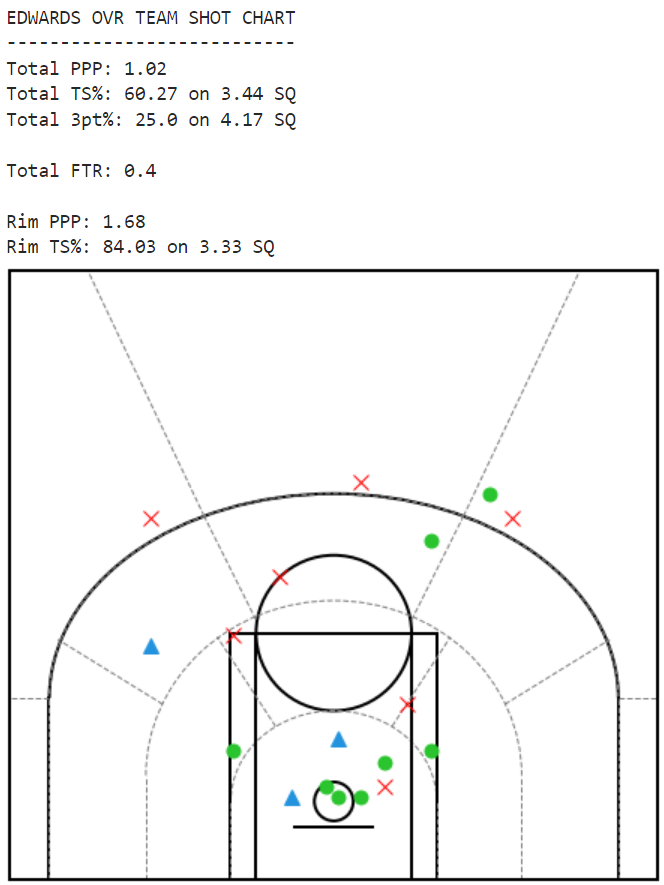 EDWARDS OVR TEAM SHOT CHART
---------------------------
Total PPP: 1.02
Total TS%: 60.27 on 3.44 SQ
Total 3pt%: 25.0 on 4.17 SQ
Total FTR: 0.4
Rim PPP: 1.68
Rim TS%: 84.03 on 3.33 SQ